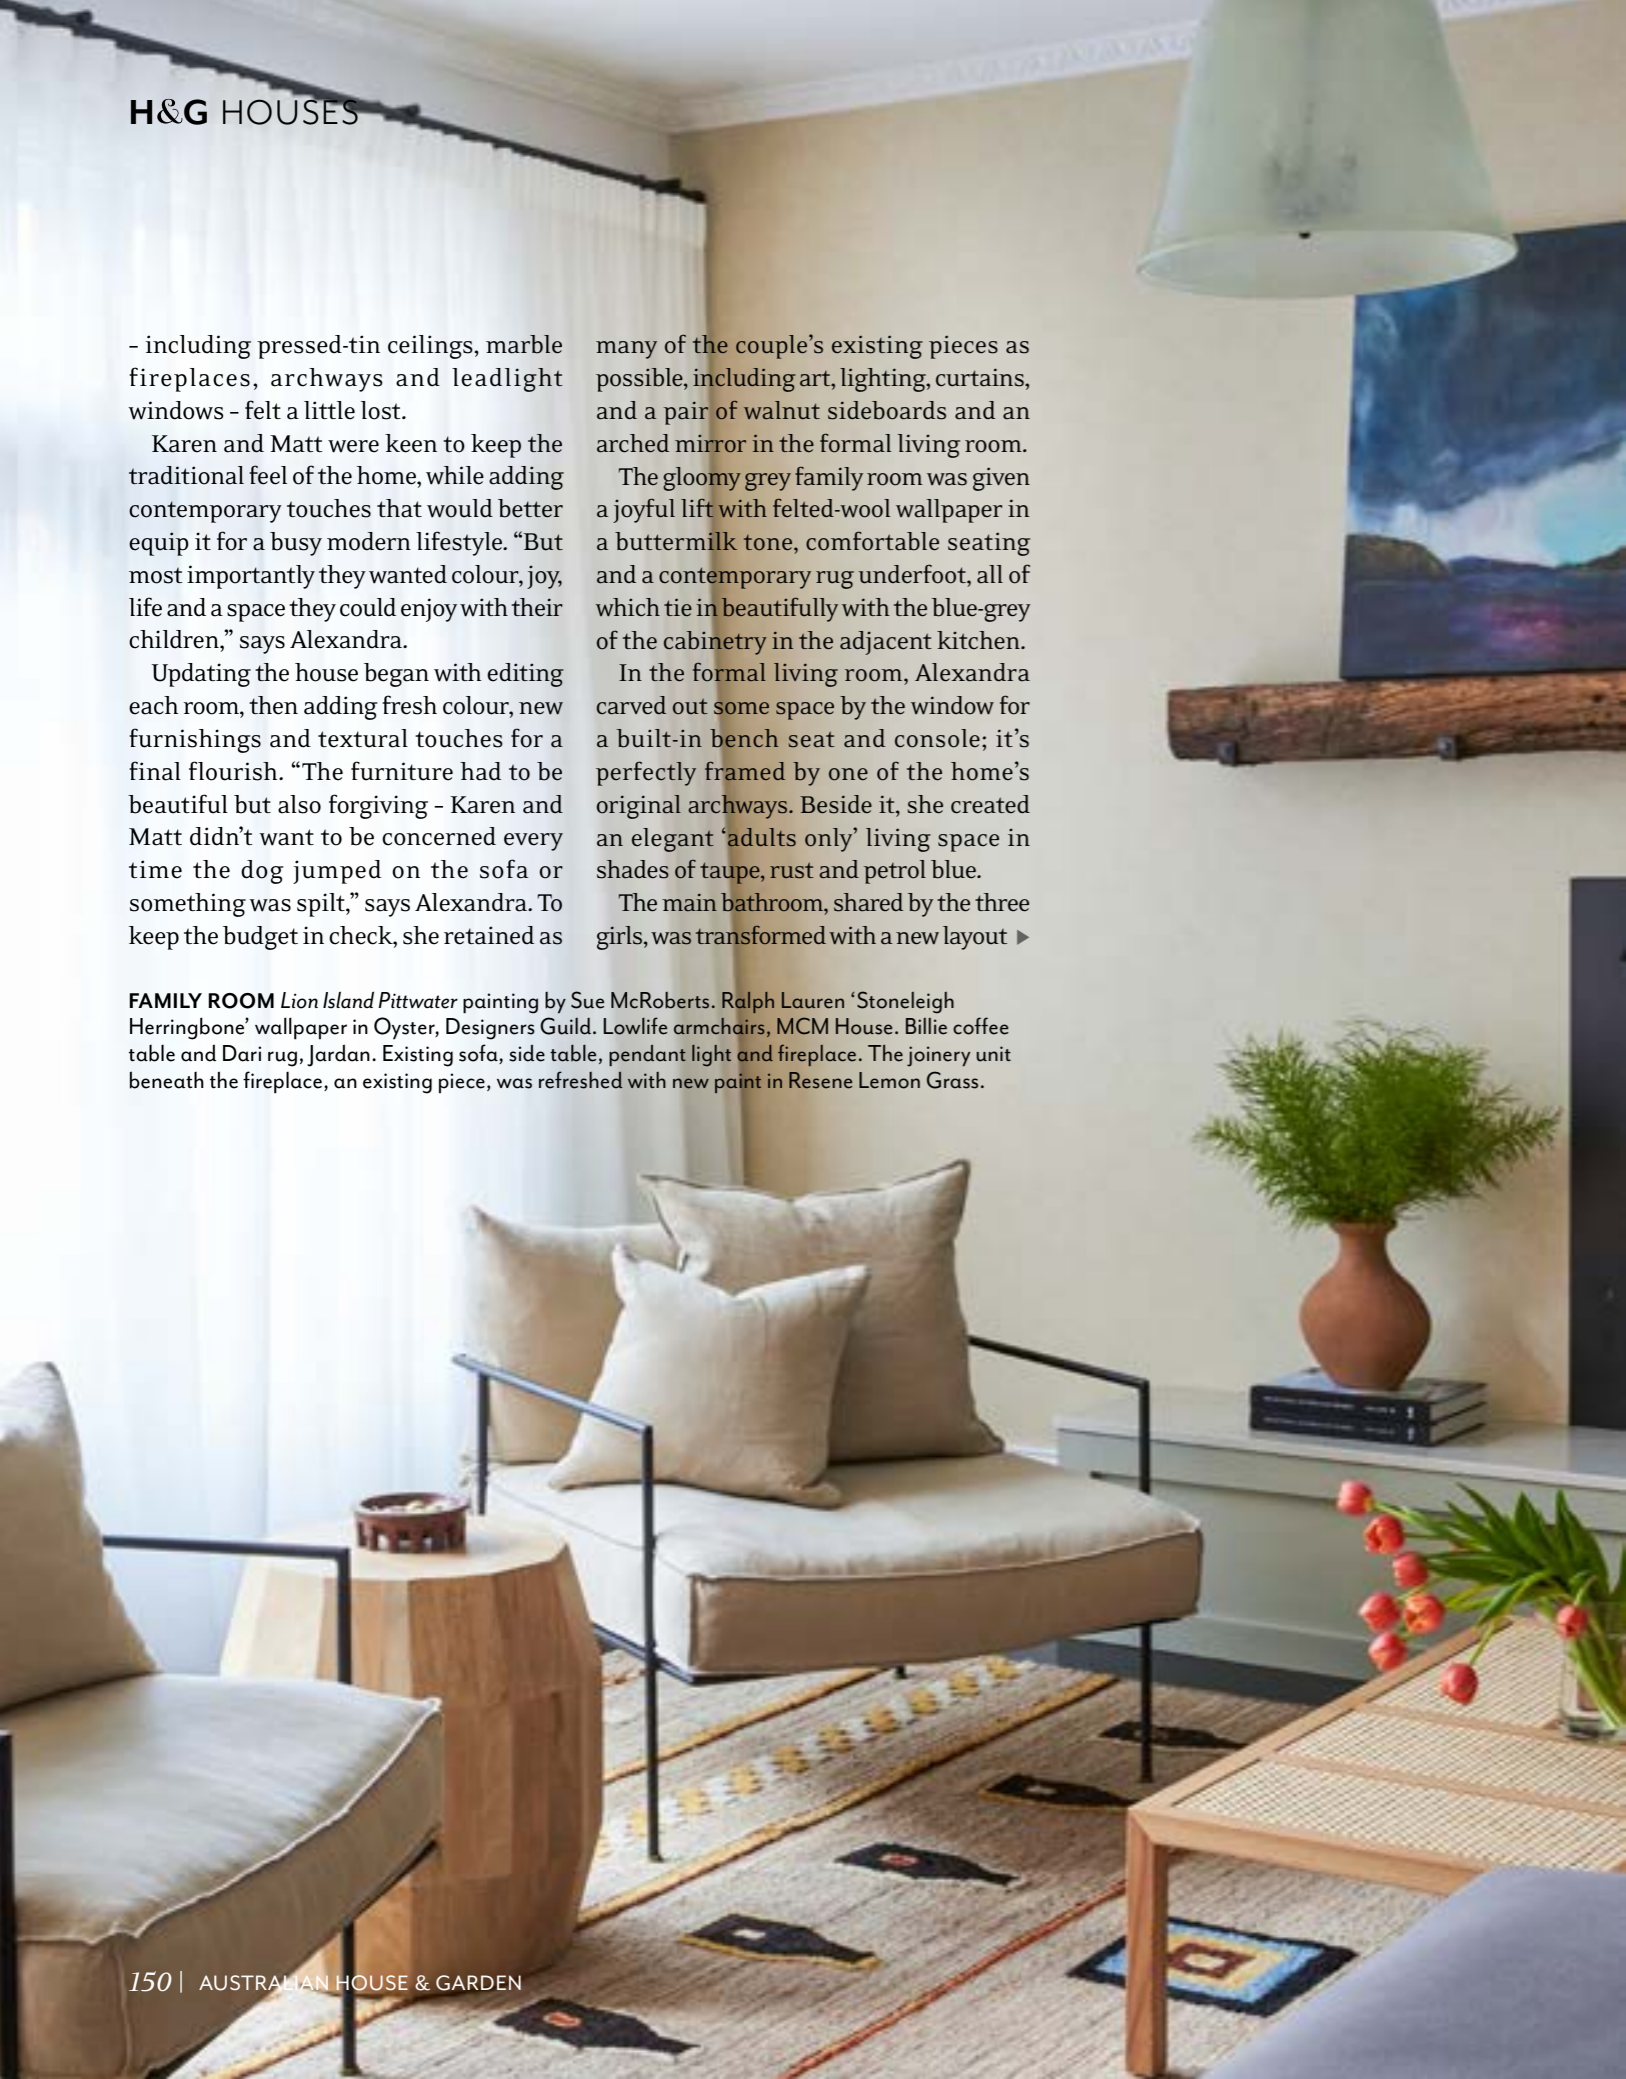 H&G HOUSES
– including pressed-tin ceilings, marble
fireplaces, archways and leadlight
windows – felt a little lost.
Karen and Matt were keen to keep the
traditional feel of the home, while adding
contemporary touches that would better
equip it for a busy modern lifestyle. “But
most importantly they wanted colour, joy,
life and a space they could enjoy with their
children,” says Alexandra.
Updating the house began with editing
each room, then adding fresh colour, new
furnishings and textural touches for a
final flourish. “The furniture had to be
beautiful but also forgiving – Karen and
Matt didn’t want to be concerned every
time the dog jumped on the sofa or
something was spilt,” says Alexandra. To
keep the budget in check, she retained as
many of the couple’s existing pieces as
possible, including art, lighting, curtains,
and a pair of walnut sideboards and an
arched mirror in the formal living room.
The gloomy grey family room was given
a joyful lift with felted-wool wallpaper in
a buttermilk tone, comfortable seating
and a contemporary rug underfoot, all of
which tie in beautifully with the blue-grey
of the cabinetry in the adjacent kitchen.
In the formal living room, Alexandra
carved out some space by the window for
a built-in bench seat and console; it’s
perfectly framed by one of the home’s
original archways. Beside it, she created
an elegant ‘adults only’ living space in
shades of taupe, rust and petrol blue.
The main bathroom, shared by the three
girls, was transformed with a new layout ▶
FAMILY ROOM Lion Island Pittwater painting by Sue McRoberts. Ralph Lauren ‘Stoneleigh
Herringbone’ wallpaper in Oyster, Designers Guild. Lowlife armchairs, MCM House. Billie coffee
table and Dari rug, Jardan. Existing sofa, side table, pendant light and fireplace. The joinery unit
beneath the fireplace, an existing piece, was refreshed with new paint in Resene Lemon Grass.
150 | AUSTRALIAN HOUSE & GARDEN